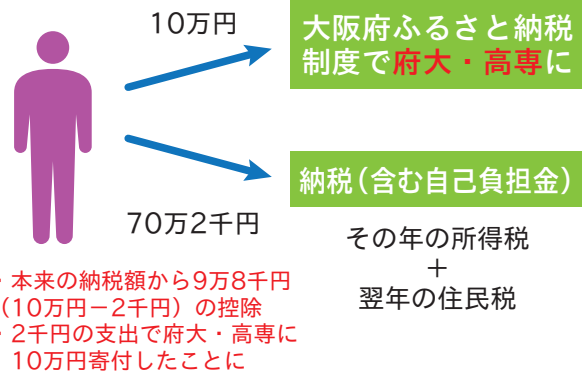 10万円
大阪府ふるさと納税
制度で府大・高専に
納税(含む自己負担金)
70万2千円
その年の所得税
+
翌年の住民税
・本来の納税額から9万8千円
(10万円-2千円)の控除
・2千円の支出で府大・高専に
10万円寄付したことに